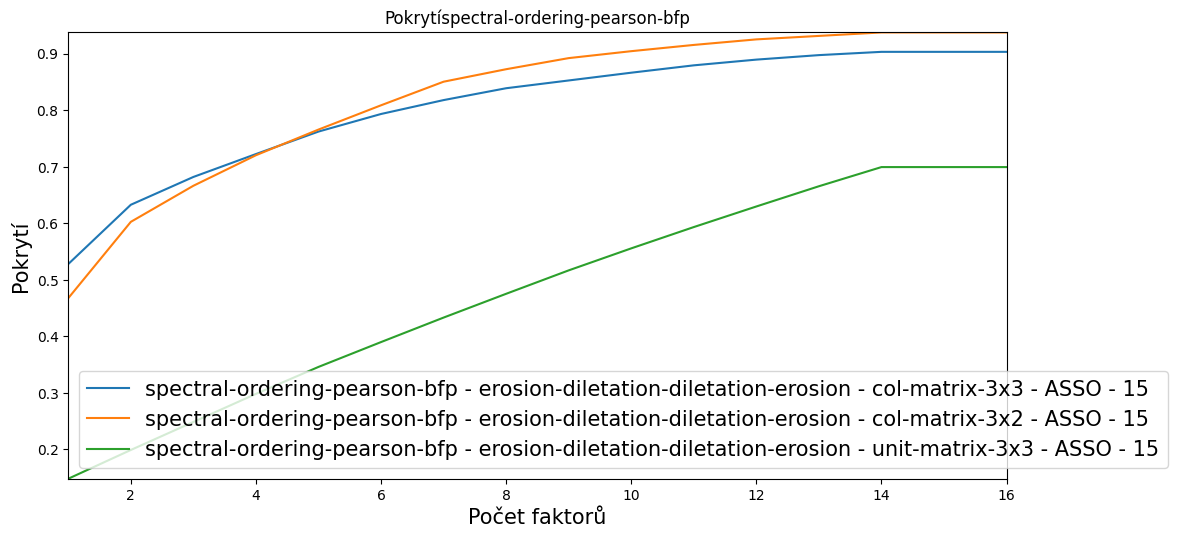 Pokrytíspectral-ordering-pearson-bfp
0.9
0.8
0.7
0.6
0.5
0.4
0.3
0.2
Pokrytí
spectral-ordering-pearson-bfp - erosion-diletation-diletation-erosion - col-matrix-3x3 - ASSO - 15
spectral-ordering-pearson-bfp - erosion-diletation-diletation-erosion - col-matrix-3x2 - ASSO - 15
spectral-ordering-pearson-bfp - erosion-diletation-diletation-erosion - unit-matrix-3x3 - ASSO - 15
2 4 6 8 10 12 14 16
Počet faktorů